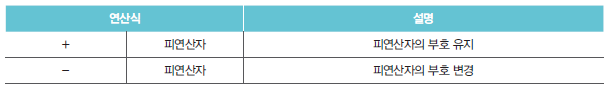 연산식 설명
+ 피연산자 피연산자의 부호 유지
− 피연산자 피연산자의 부호 변경